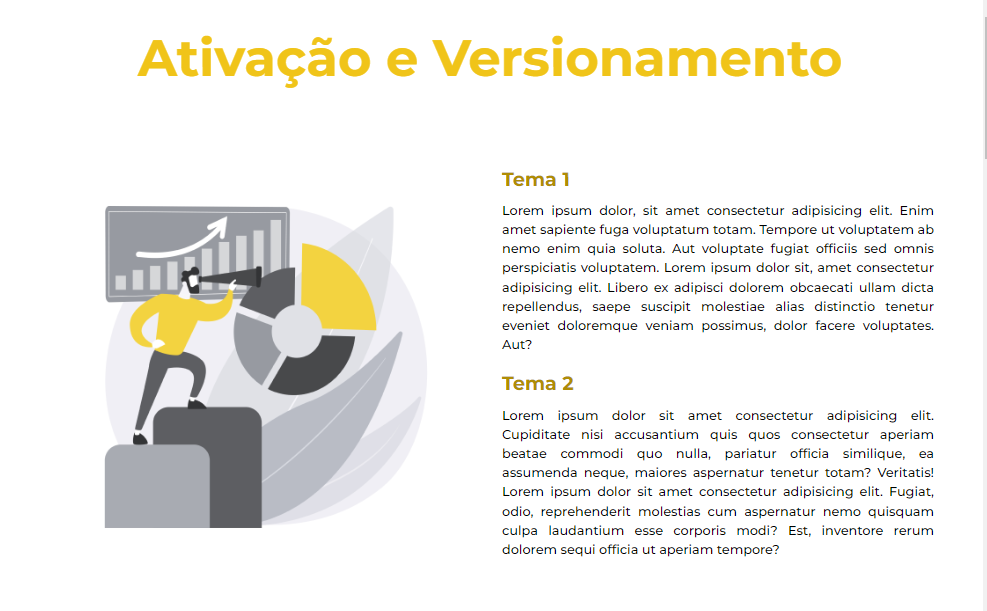 Ativação e Versionamento
Tema 1
Lorem ipsum dolor, sit amet consectetur adipisicing elit. Enim
amet sapiente fuga voluptatum totam. Tempore ut voluptatem ab
nemo enim quia soluta. Aut voluptate fugiat officiis sed omnis
perspiciatis voluptatem. Lorem ipsum dolor sit, amet consectetur
adipisicing elit. Libero ex adipisci dolorem obcaecati ullam dicta
repellendus, saepe suscipit molestiae alias distinctio tenetur
eveniet doloremque veniam possimus, dolor facere voluptates.
Aut?
Tema 2
Lorem ipsum dolor sit amet consectetur adipisicing elit.
Cupiditate nisi accusantium quis quos consectetur aperiam
beatae commodi quo nulla, pariatur officia similique, ea
assumenda neque, maiores aspernatur tenetur totam? Veritatis!
Lorem ipsum dolor sit amet consectetur adipisicing elit. Fugiat,
odio, reprehenderit molestias cum aspernatur nemo quisquam
culpa laudantium esse corporis modi? Est, inventore rerum
dolorem sequi officia ut aperiam tempore?